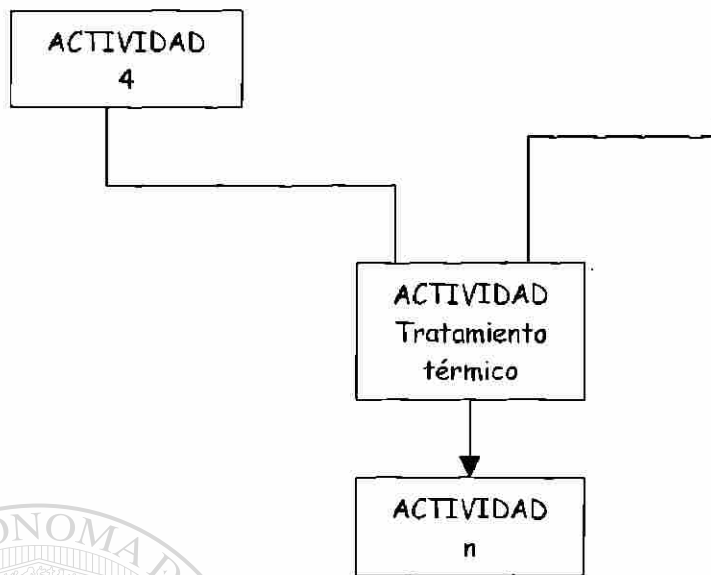 ACTIVIDAD
4
ACTIVIDAD
Tratamiento
térmico
ACTIVIDAD
n